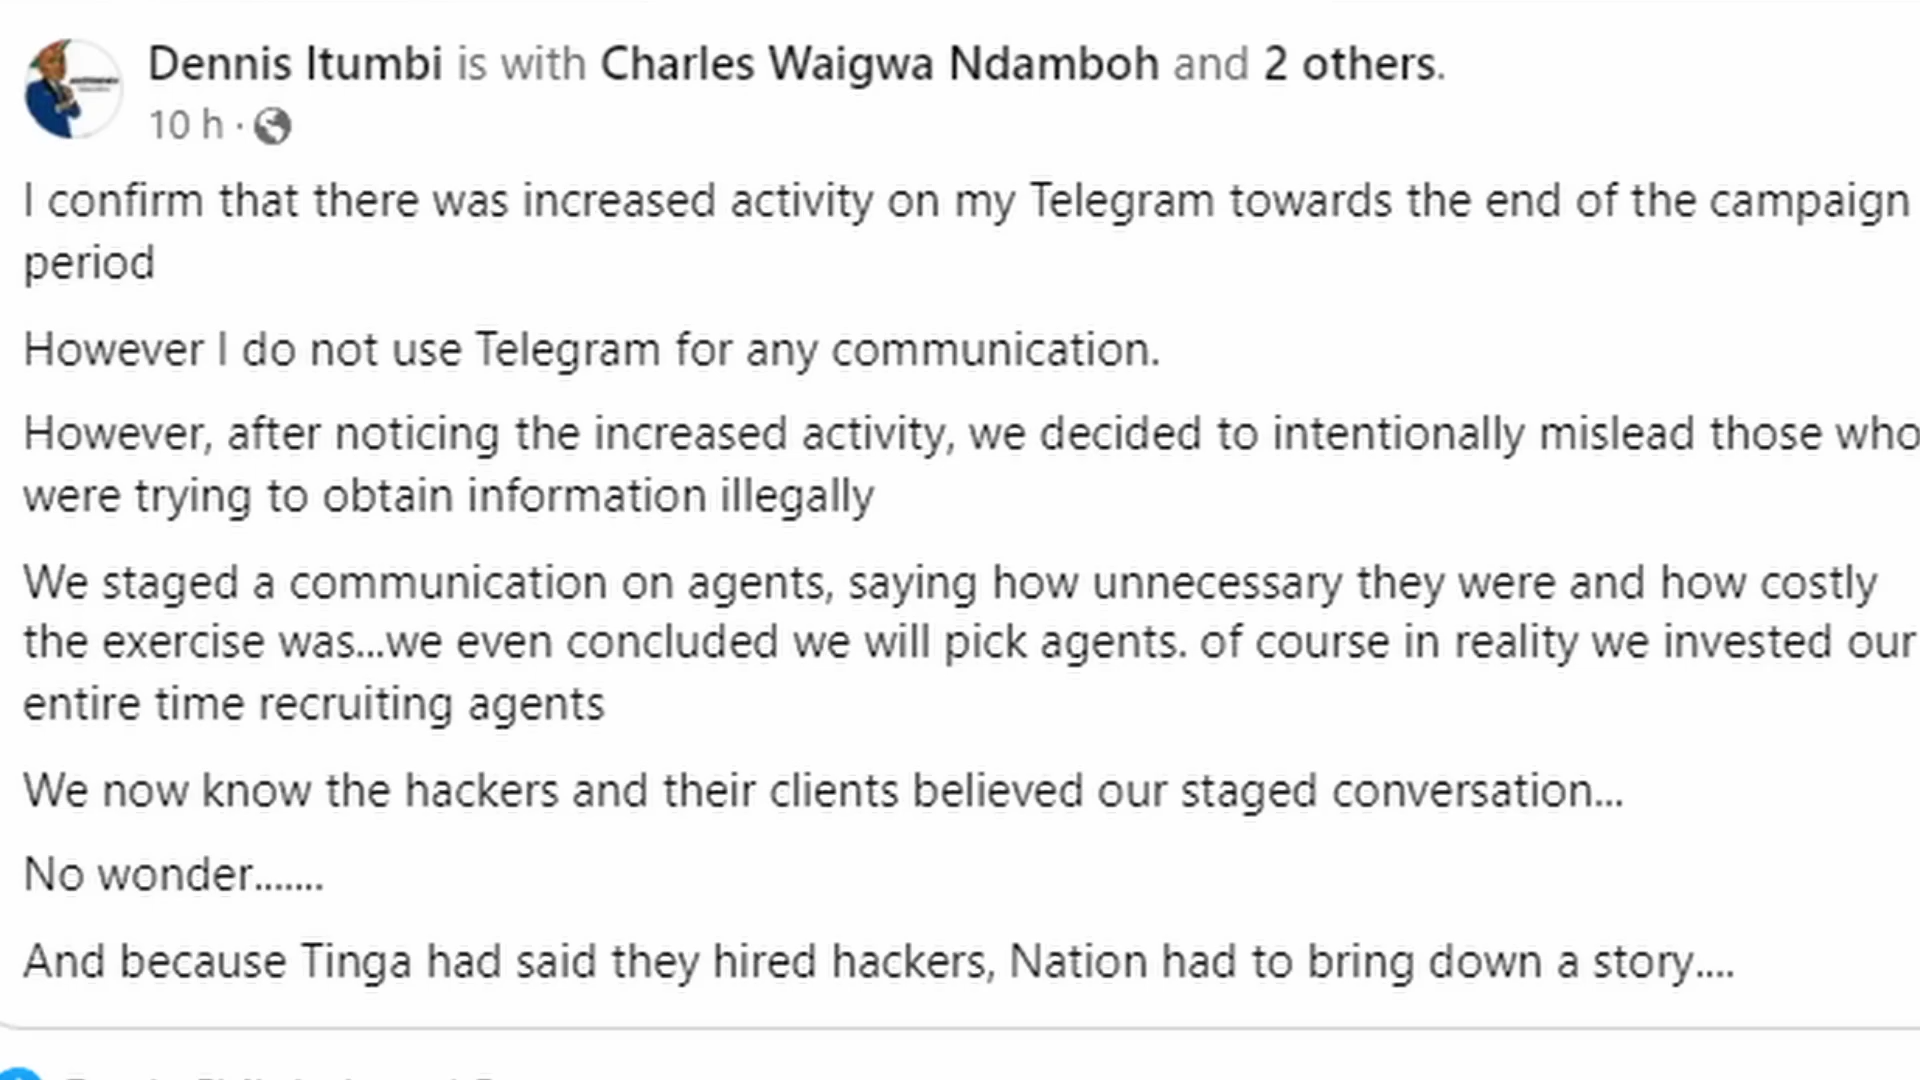 Dennis Itumbi is with Charles Waigwa Ndamboh and 2 others.
10 h ·
I confirm that there was increased activity on my Telegram towards the end of the campaign
period
However I do not use Telegram for any communication.
However, after noticing the increased activity, we decided to intentionally mislead those who
were trying to obtain information illegally
We staged a communication on agents, saying how unnecessary they were and how costly
the exercise was...we even concluded we will pick agents. of course in reality we invested our
entire time recruiting agents
We now know the hackers and their clients believed our staged conversation...
No wonder.......
And because Tinga had said they hired hackers, Nation had to bring down a story....